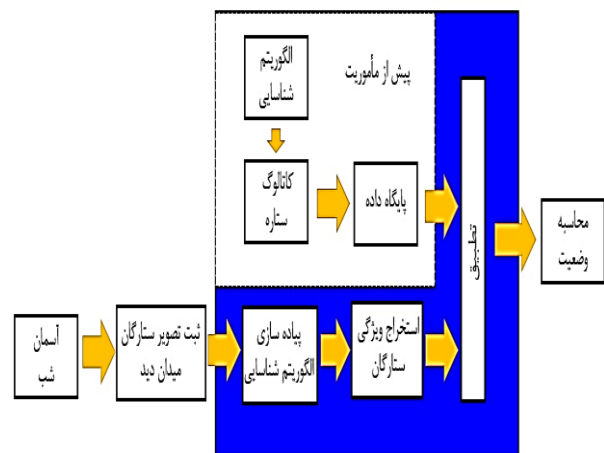 الگوریتم
شناسایی
پیش از مأموریت
کاتالوگ
ستاره
پایگاه داده
تطبیق
محاسبه
وضعیت
آسمان
شب
ثبت تصویر ستارگان
میدان دید
پیاده سازی
الگوریتم شناسایی
استخراج ویژگی
ستارگان